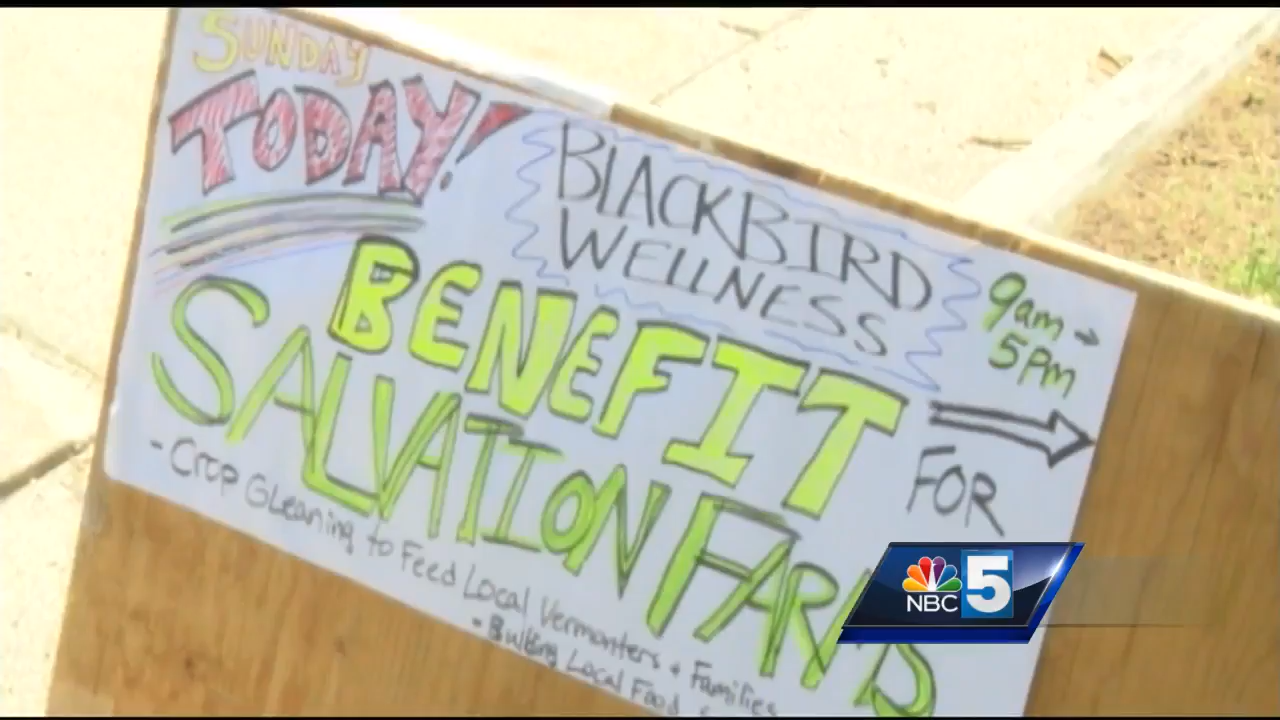 SUNDAY
TODAY!
BLACKBIRD
WELLNESS
9am →
5pm
BENEFIT
FOR
SALVATION FARMS
- Crop Gleaning to Feed Local Vermonters + Families
- Building Local Food
NBC 5